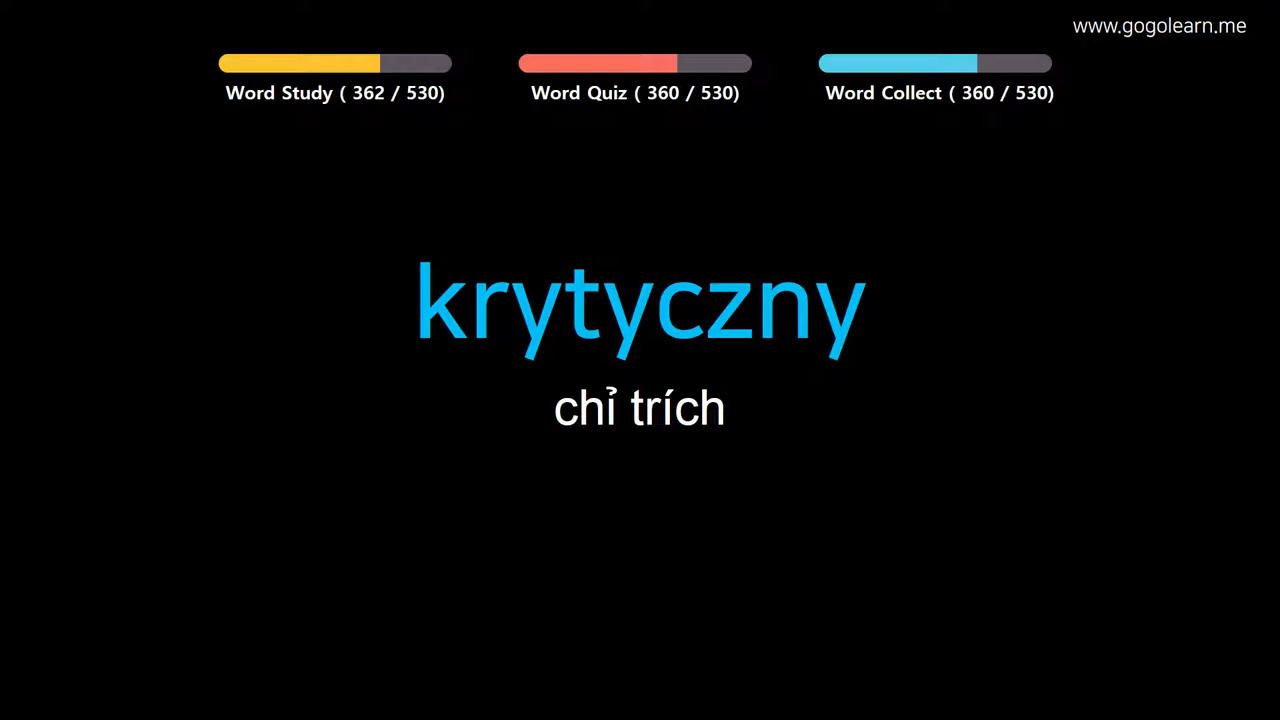 www.gogolearn.me
Word Study ( 362 / 530)
Word Quiz ( 360 / 530)
Word Collect ( 360 / 530)
krytyczny
chỉ trích